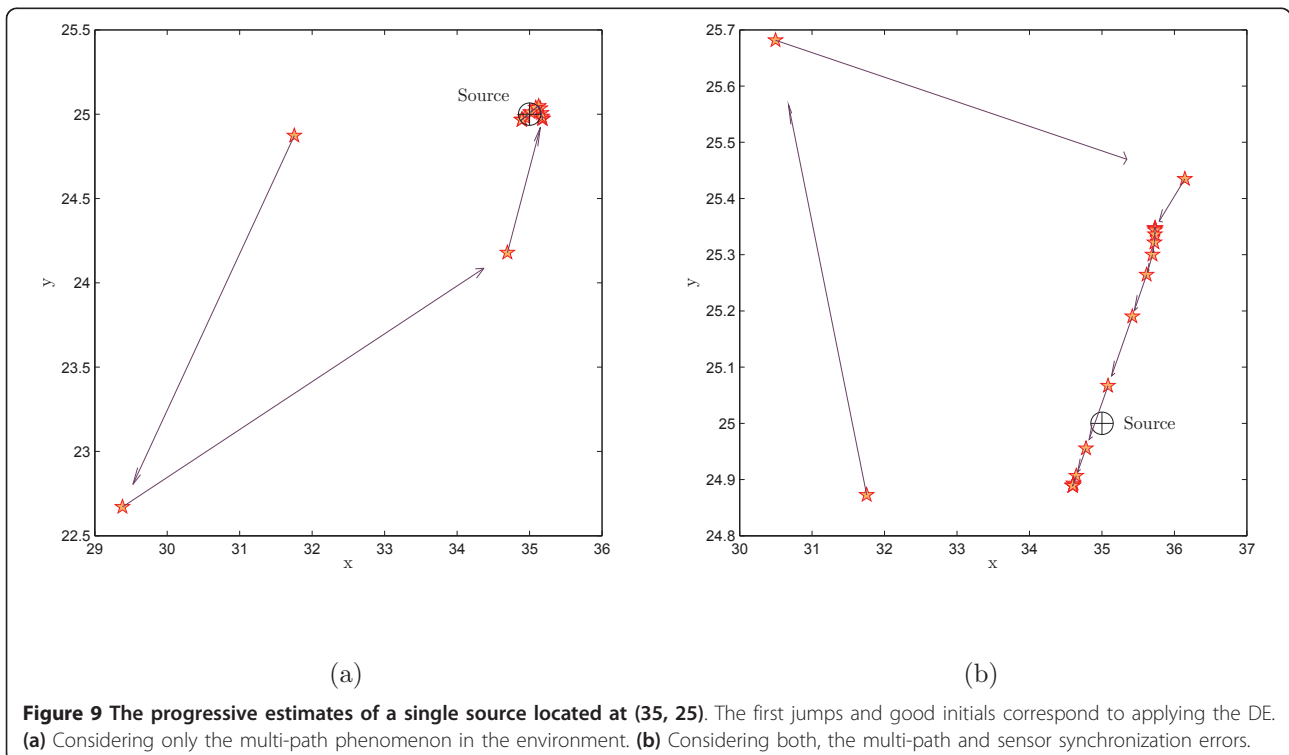 25.5
25
24.5
24
23.5
23
22.5
y
29 30 31 32 33 34 35 36
x
Source
25.7
25.6
25.5
25.4
25.3
25.2
25.1
25
24.9
24.8
y
30 31 32 33 34 35 36 37
x
Source
(a)
(b)
Figure 9 The progressive estimates of a single source located at (35, 25). The first jumps and good initials correspond to applying the DE.
(a) Considering only the multi-path phenomenon in the environment. (b) Considering both, the multi-path and sensor synchronization errors.